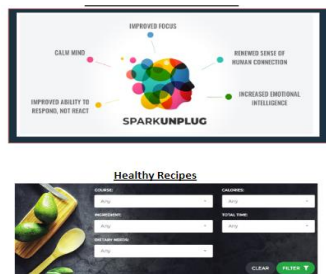 IMPROVED FOCUS
CALM MIND
RENEWED SENSE OF
HUMAN CONNECTION
IMPROVED ABILITY TO
RESPOND, NOT REACT
INCREASED EMOTIONAL
INTELLIGENCE
SPARKUNPLUG
Healthy Recipes
COURSE:
CALORIES:
Any
Any
INGREDIENT:
TOTAL TIME:
Any
Any
DIETARY NEEDS:
Any
CLEAR
FILTER